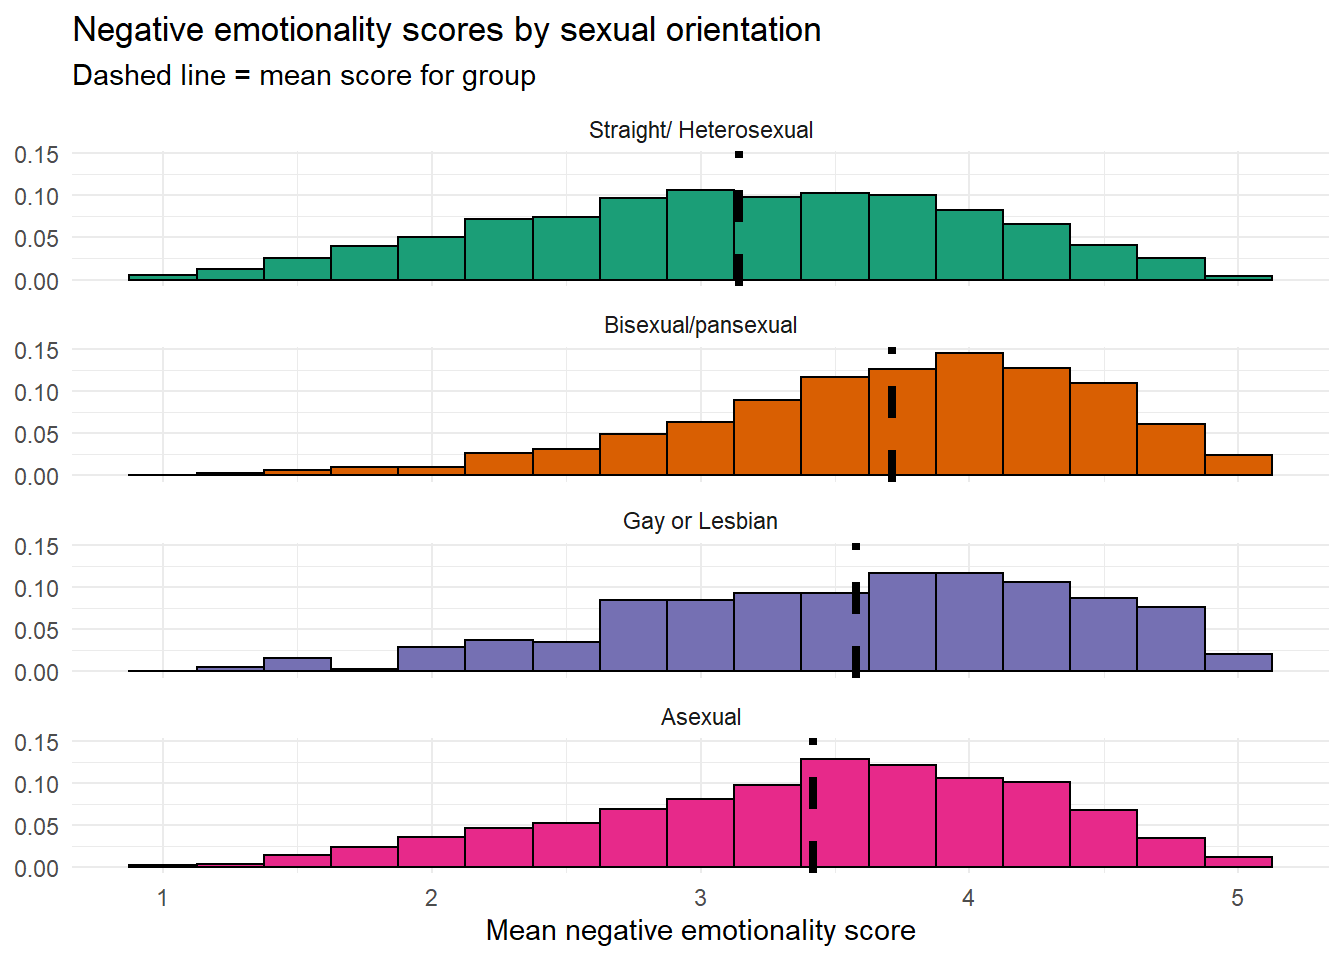 Negative emotionality scores by sexual orientation
Dashed line = mean score for group
Straight/ Heterosexual
0.15
0.10
0.05
0.00
Bisexual/pansexual
0.15
0.10
0.05
0.00
Gay or Lesbian
0.15
0.10
0.05
0.00
Asexual
0.15
0.10
0.05
0.00
1 2 3 4 5
Mean negative emotionality score